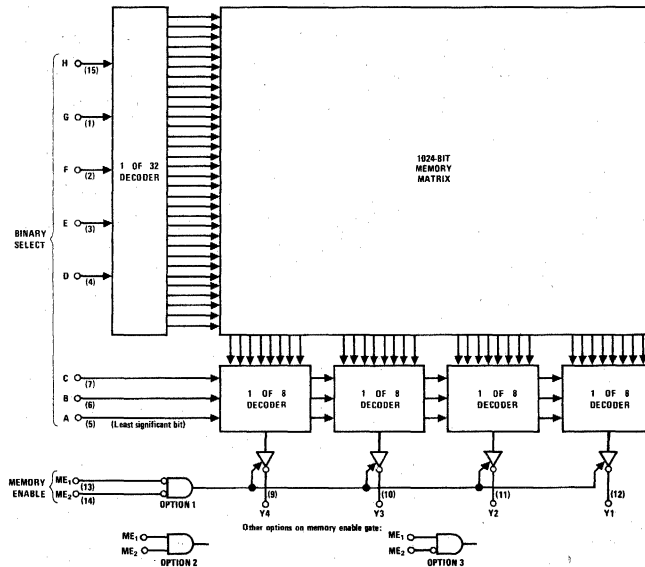 H
(15)
G
(1)
F
(2)
E
(3)
D
(4)
BINARY
SELECT
1 OF 32
DECODER
1024-BIT
MEMORY
MATRIX
C
(7)
B
(6)
A
(5)
(Least significant bit)
1 OF 8
DECODER
1 OF 8
DECODER
1 OF 8
DECODER
1 OF 8
DECODER
MEMORY
ENABLE
ME1
(13)
ME2
(14)
OPTION 1
(9)
Y4
(10)
Y3
(11)
Y2
(12)
Y1
Other options on memory enable gate:
ME1
ME2
OPTION 2
ME1
ME2
OPTION 3